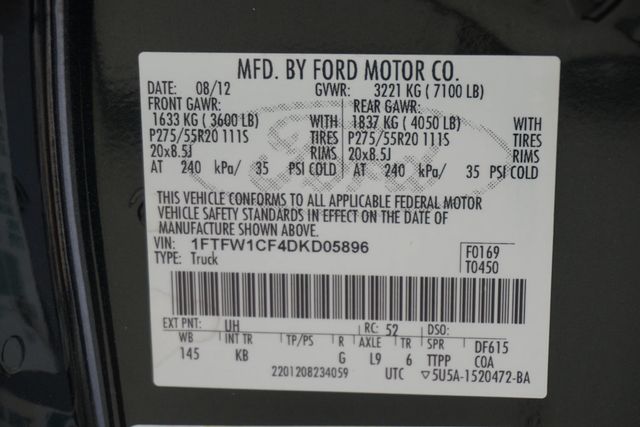 MFD. BY FORD MOTOR CO.
DATE: 08/12 GVWR: 3221 KG ( 7100 LB)
FRONT GAWR: REAR GAWR:
1633 KG ( 3600 LB) WITH 1837 KG ( 4050 LB) WITH
P275/55R20 111S TIRES P275/55R20 111S TIRES
20x8.5J RIMS 20x8.5J RIMS
AT 240 kPa/ 35 PSI COLD AT 240 kPa/ 35 PSI COLD
Ford
THIS VEHICLE CONFORMS TO ALL APPLICABLE FEDERAL MOTOR
VEHICLE SAFETY STANDARDS IN EFFECT ON THE DATE OF
MANUFACTURE SHOWN ABOVE.
VIN: 1FTFW1CF4DKD05896 F0169
TYPE: Truck T0450
EXT PNT: UH RC: 52 DSO:
WB INT TR TP/PS R AXLE TR SPR DF615
145 KB G L9 6 TTPP COA
2201208234059 UTC ▽5U5A-1520472-BA